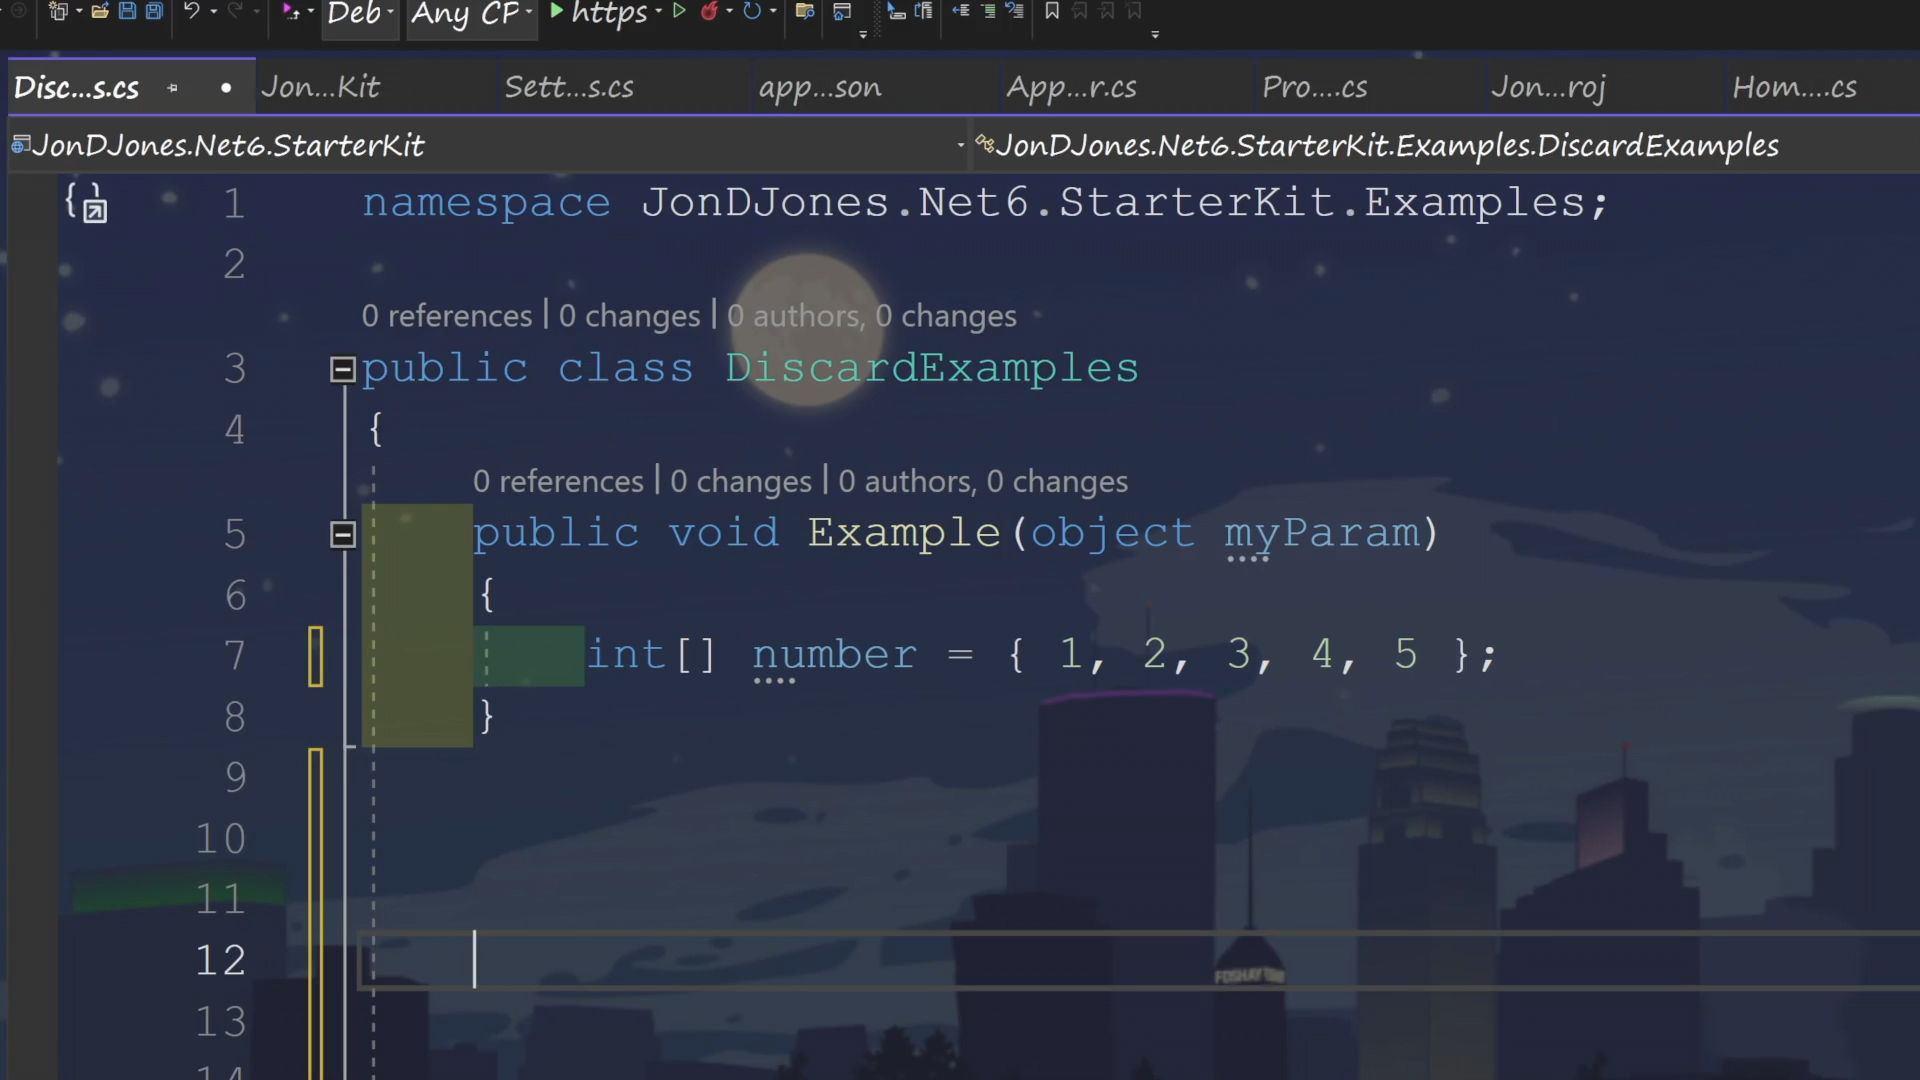 Deb Any CP https
Disc...s.cs Jon...Kit Sett...s.cs app...son App...r.cs Pro....cs Jon...roj Hom....cs
JonDJones.Net6.StarterKit JonDJones.Net6.StarterKit.Examples.DiscardExamples
1 namespace JonDJones.Net6.StarterKit.Examples;
2
0 references | 0 changes | 0 authors, 0 changes
3 public class DiscardExamples
4 {
0 references | 0 changes | 0 authors, 0 changes
5 public void Example(object myParam)
6 {
7 int[] number = { 1, 2, 3, 4, 5 };
8 }
9
10
11
12
13
14